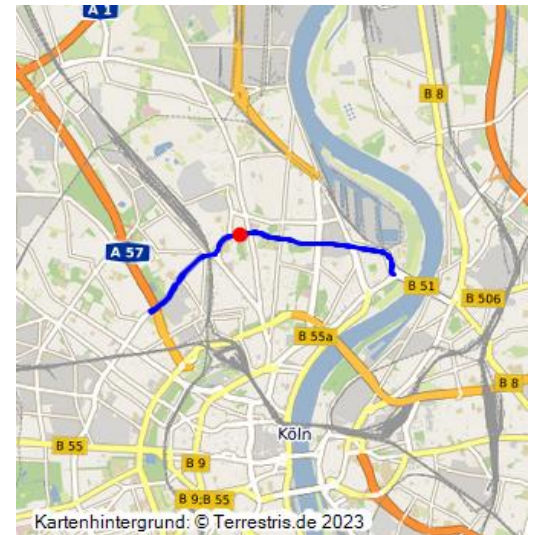 A 1
B 8
A 57
B 51
B 506
B 55a
B 8
Köln
B 55
B 9
B 9;B 55
Kartenhintergrund: © Terrestris.de 2023